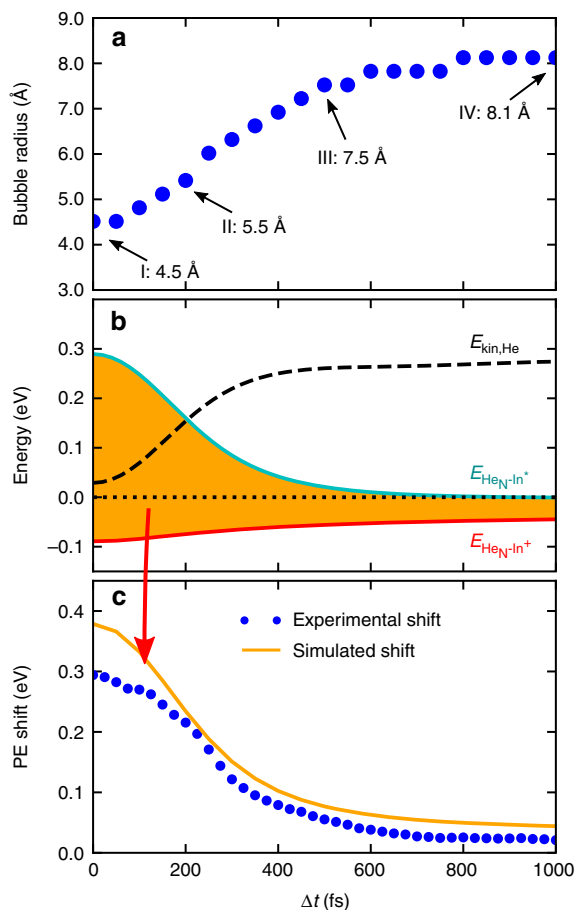 a
Bubble radius (Å)
9.0
8.0
7.0
6.0
5.0
4.0
3.0
IV: 8.1 Å
III: 7.5 Å
II: 5.5 Å
I: 4.5 Å
b
Energy (eV)
0.3
0.2
0.1
0.0
−0.1
E_kin,He
E_He_N-In*
E_He_N-In⁺
c
PE shift (eV)
0.4
0.3
0.2
0.1
0.0
Experimental shift
Simulated shift
0 200 400 600 800 1000
Δt (fs)